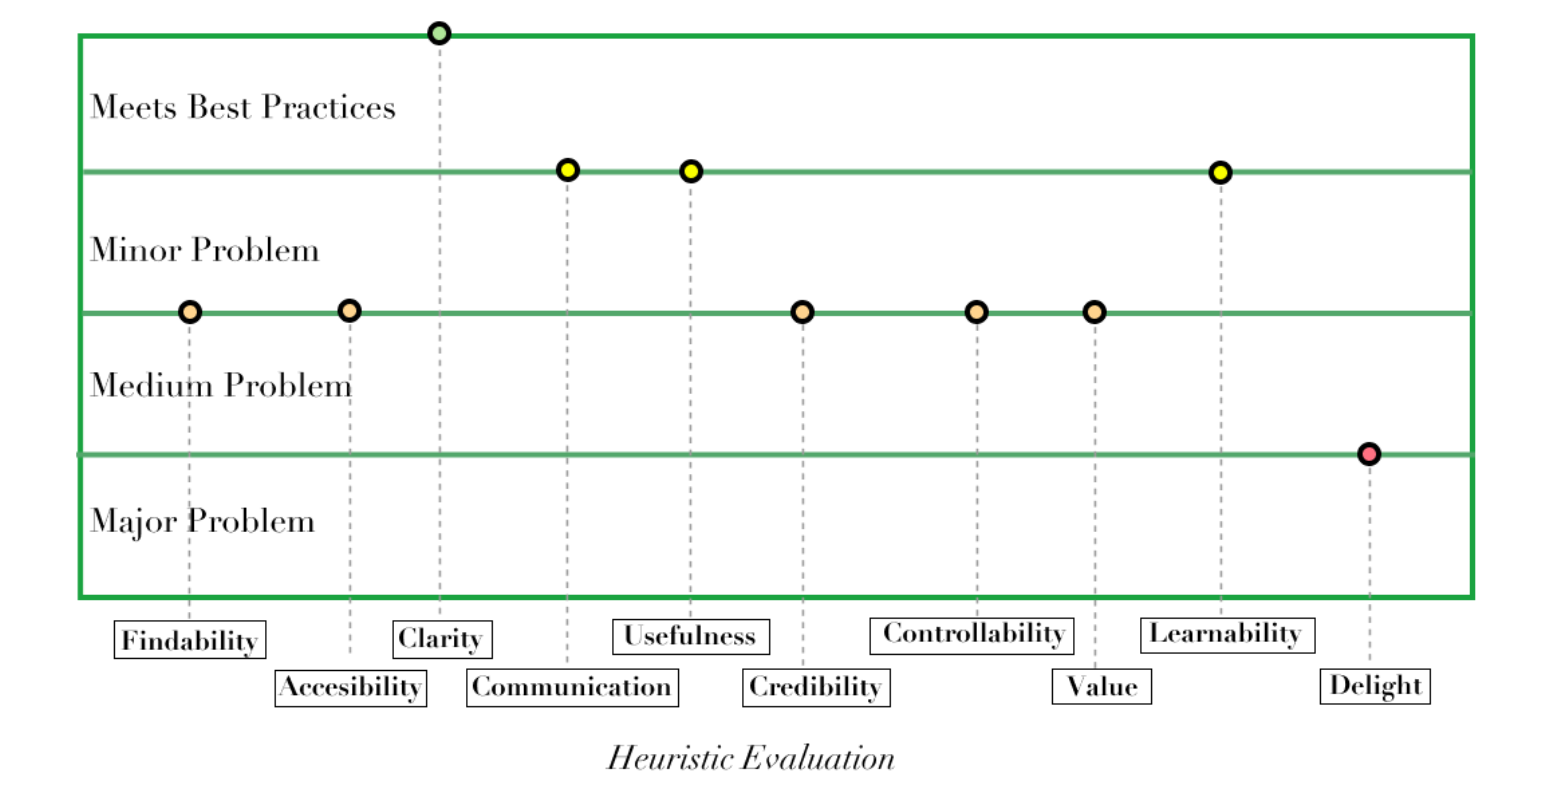 Meets Best Practices
Minor Problem
Medium Problem
Major Problem
Findability
Accesibility
Clarity
Communication
Usefulness
Credibility
Controllability
Value
Learnability
Delight
Heuristic Evaluation